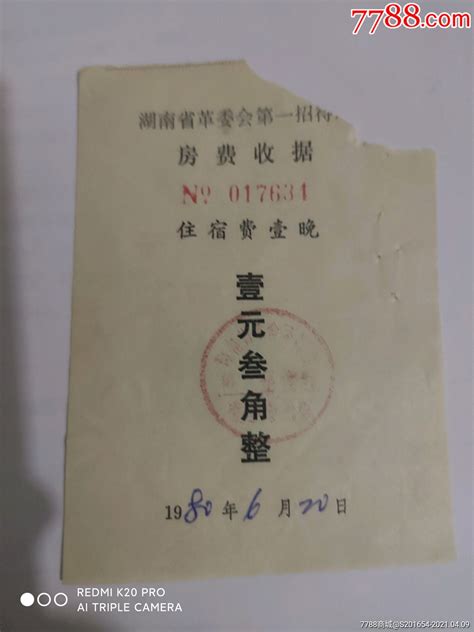 7788.com
湖南省革委会第一招待
房费收据
No 017634
住宿费壹晚
壹元叁角整
1980年6月20日
REDMI K20 PRO
AI TRIPLE CAMERA
7788商城@S201654-2021.04.09